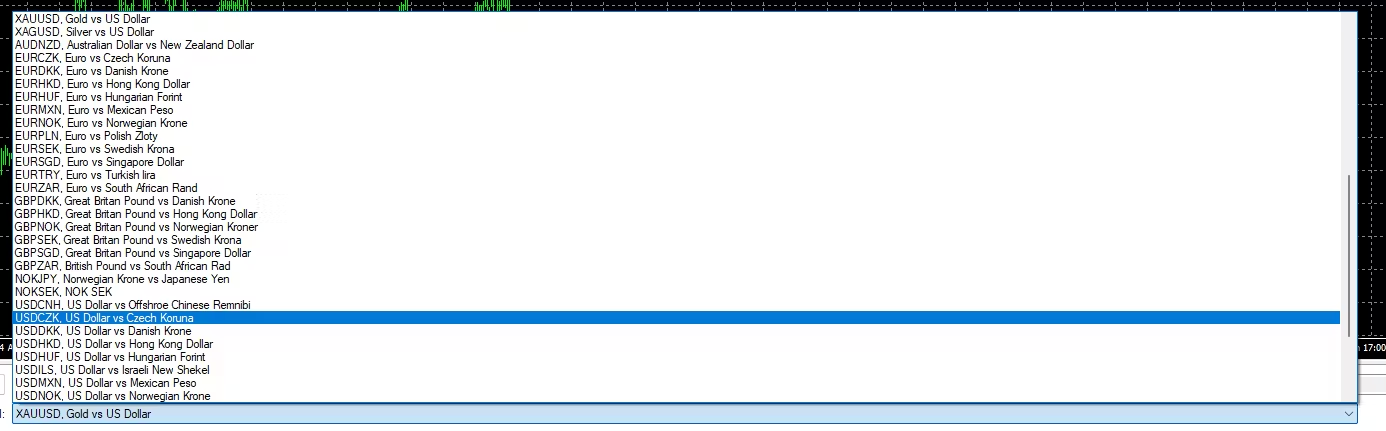 XAUUSD, Gold vs US Dollar
XAGUSD, Silver vs US Dollar
AUDNZD, Australian Dollar vs New Zealand Dollar
EURCZK, Euro vs Czech Koruna
EURDKK, Euro vs Danish Krone
EURHKD, Euro vs Hong Kong Dollar
EURHUF, Euro vs Hungarian Forint
EURMXN, Euro vs Mexican Peso
EURNOK, Euro vs Norwegian Krone
EURPLN, Euro vs Polish Zloty
EURSEK, Euro vs Swedish Krona
EURSGD, Euro vs Singapore Dollar
EURTRY, Euro vs Turkish lira
EURZAR, Euro vs South African Rand
GBPDKK, Great Britan Pound vs Danish Krone
GBPHKD, Great Britan Pound vs Hong Kong Dollar
GBPNOK, Great Britan Pound vs Norwegian Kroner
GBPSEK, Great Britan Pound vs Swedish Krona
GBPSGD, Great Britan Pound vs Singapore Dollar
GBPZAR, British Pound vs South African Rad
NOKJPY, Norwegian Krone vs Japanese Yen
NOKSEK, NOK SEK
USDCNH, US Dollar vs Offshroe Chinese Remnibi
USDCZK, US Dollar vs Czech Koruna
USDDKK, US Dollar vs Danish Krone
USDHKD, US Dollar vs Hong Kong Dollar
17:00
USDHUF, US Dollar vs Hungarian Forint
USDILS, US Dollar vs Israeli New Shekel
USDMXN, US Dollar vs Mexican Peso
USDNOK, US Dollar vs Norwegian Krone
XAUUSD, Gold vs US Dollar